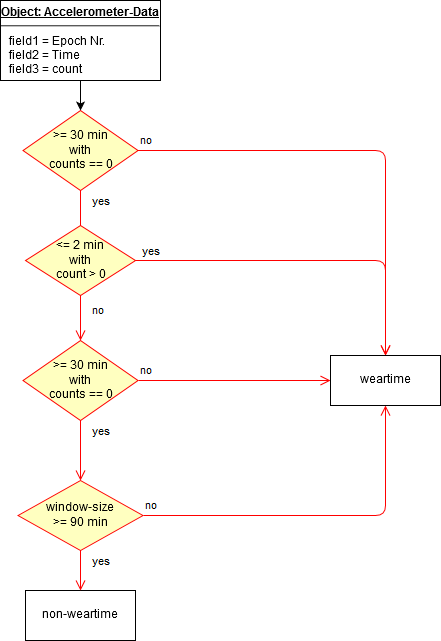 Object: Accelerometer-Data
field1 = Epoch Nr.
field2 = Time
field3 = count
>= 30 min
with
counts == 0
no
yes
<= 2 min
with
count > 0
yes
no
>= 30 min
with
counts == 0
no
weartime
yes
window-size
>= 90 min
no
yes
non-weartime